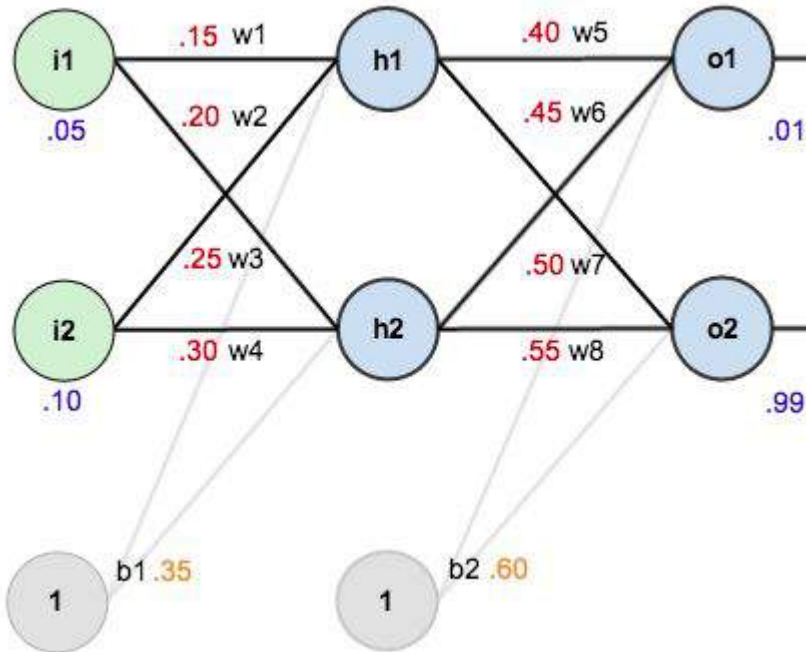 .15 w1
.40 w5
i1
h1
o1
.20 w2
.45 w6
.05
.01
.25 w3
.50 w7
i2
h2
o2
.30 w4
.55 w8
.10
.99
b1 .35
b2 .60
1
1